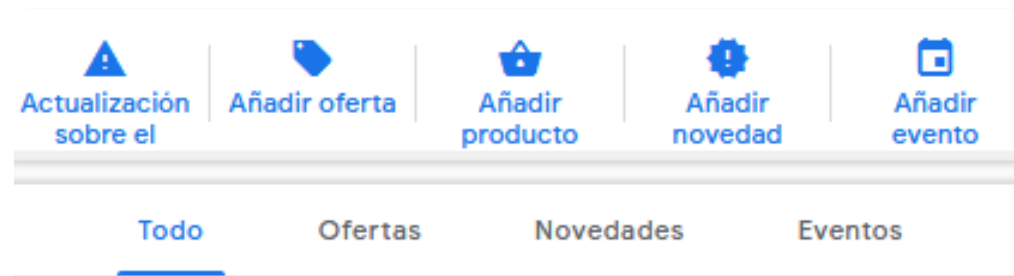 Actualización
sobre el
Añadir oferta
Añadir
producto
Añadir
novedad
Añadir
evento
Todo
Ofertas
Novedades
Eventos